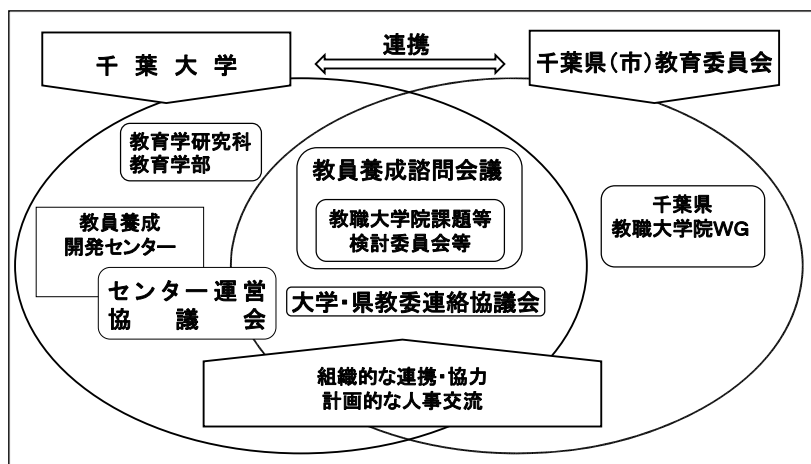 連携
千葉大学
千葉県(市)教育委員会
教育学研究科
教育学部
教員養成諮問会議
教職大学院課題等
検討委員会等
千葉県
教職大学院WG
教員養成
開発センター
センター運営
協議会
大学・県教委連絡協議会
組織的な連携・協力
計画的な人事交流